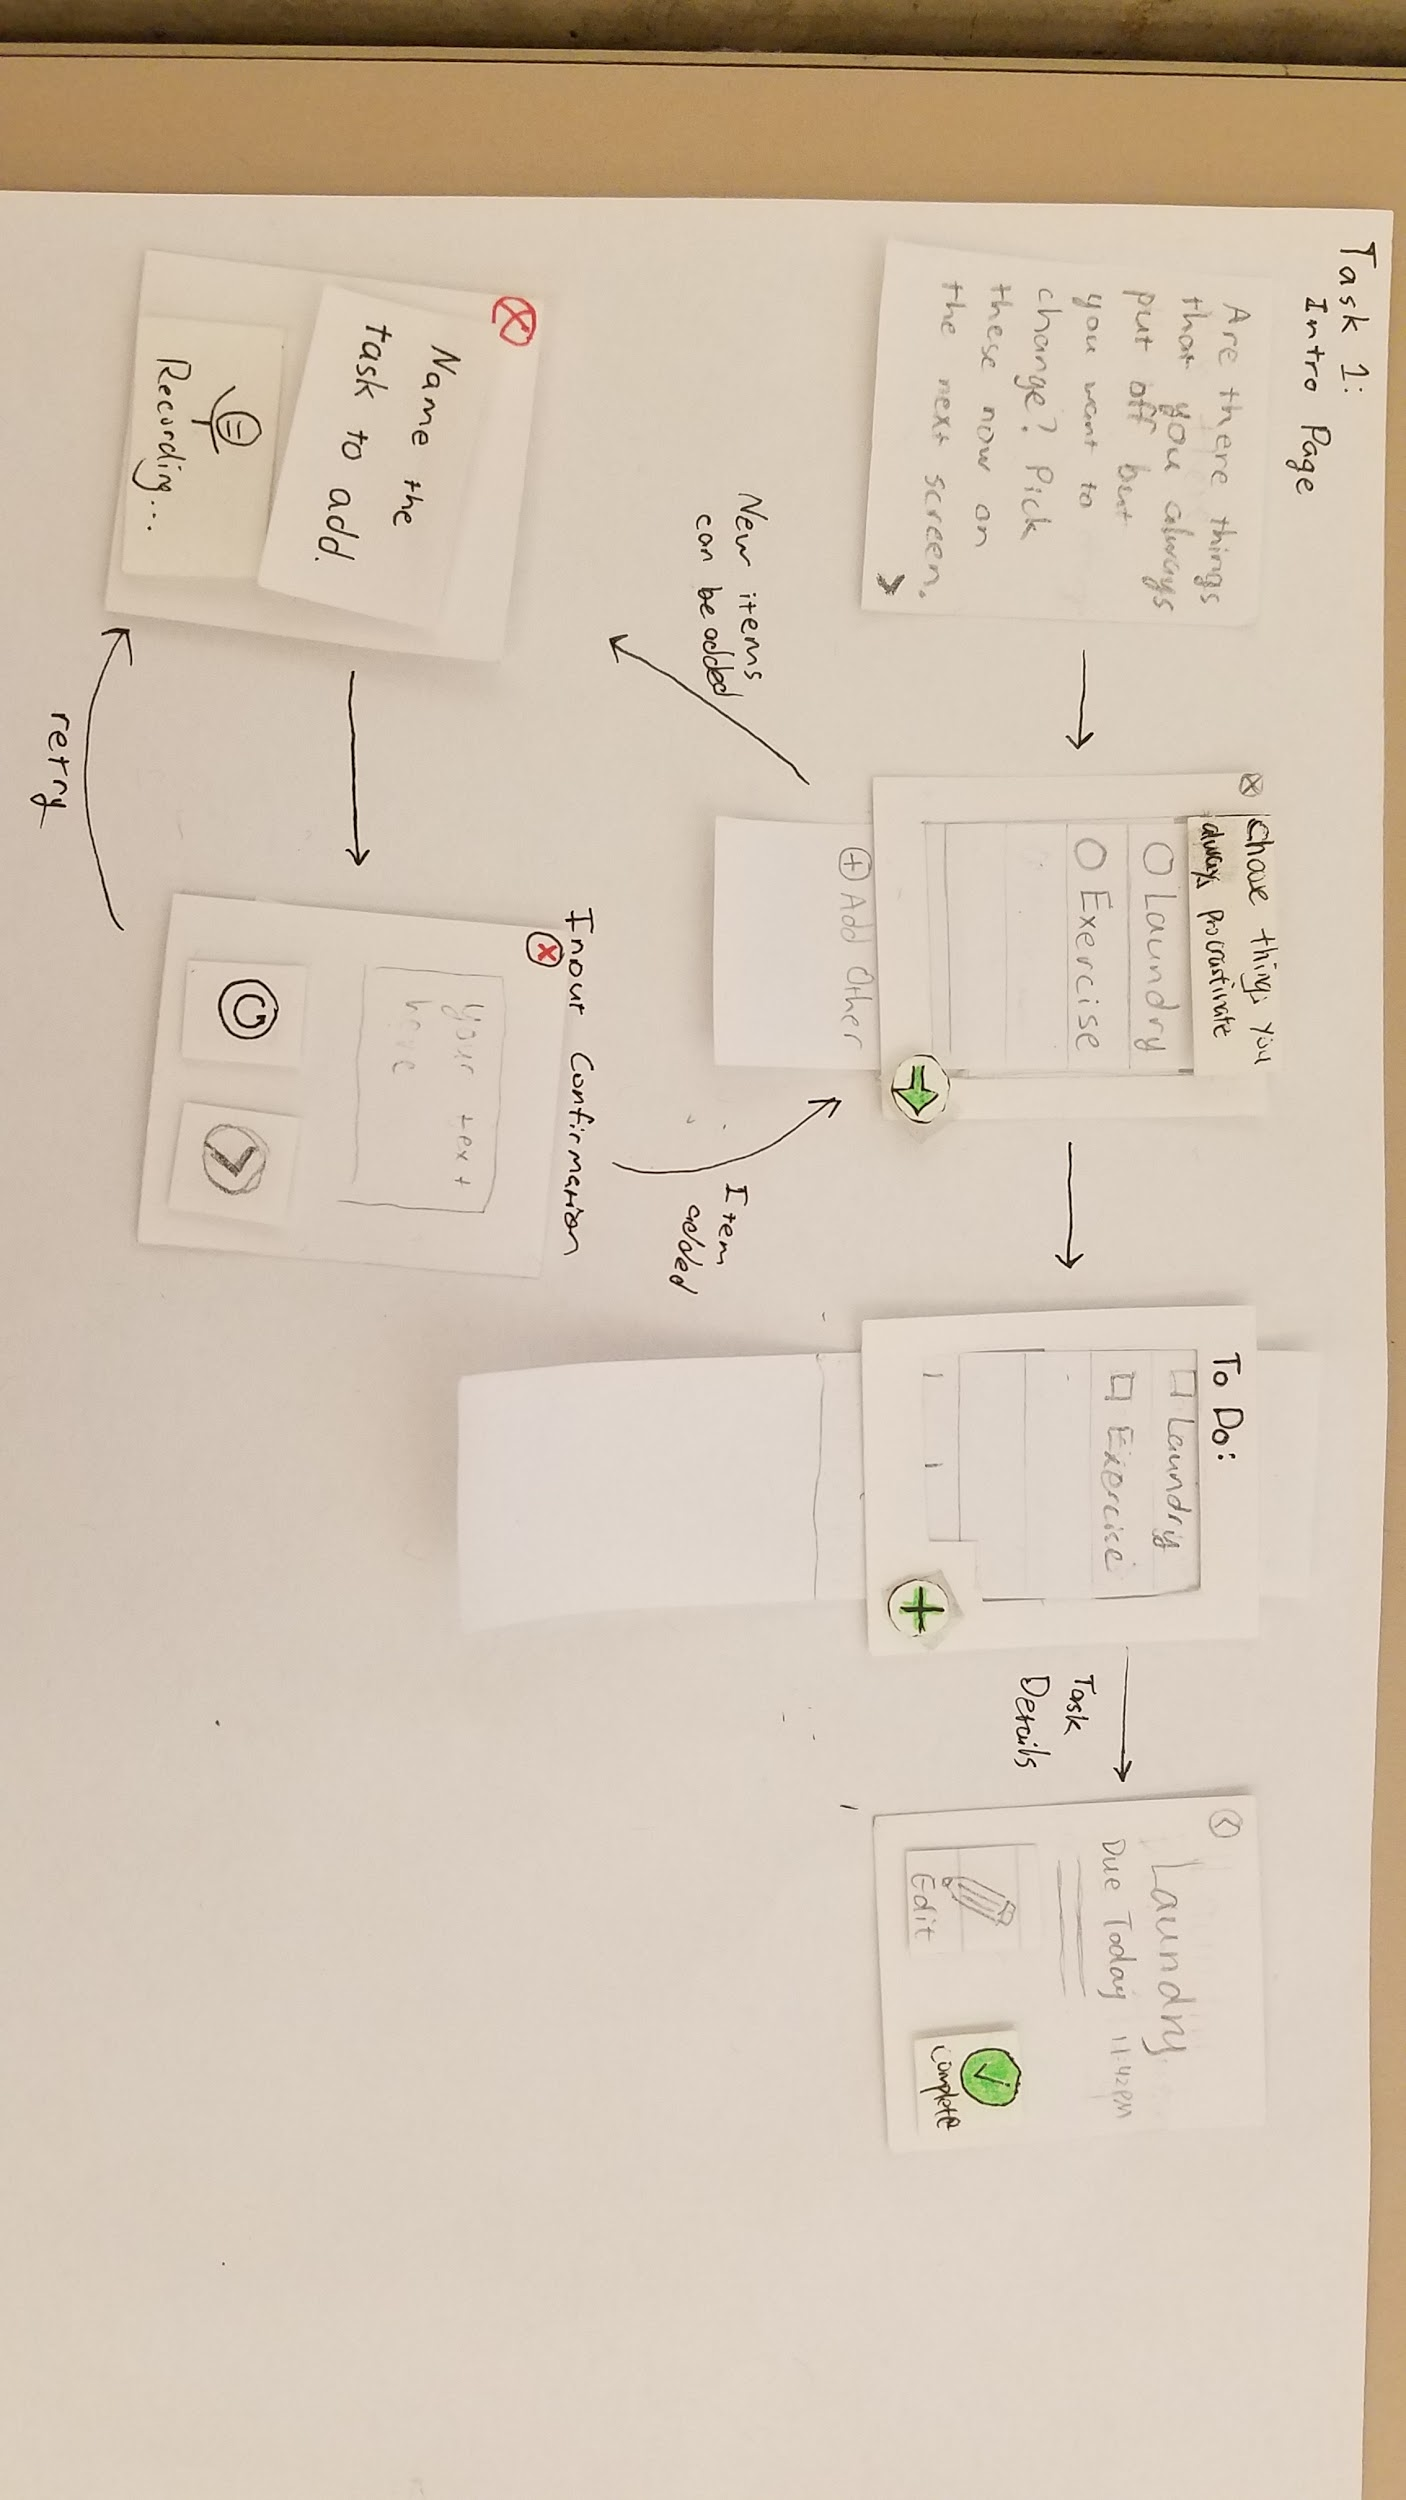 Task 1:
Intro Page
Are there things
that you always
put off but
you want to
change? Pick
these now on
the next screen.
Choose things you
always procrastinate
Laundry
Exercise
Add Other
To Do:
Laundry
Exercise
Task
Details
Laundry
Due Today 11:42pm
Edit
Complete
New items
can be added
Item
added
Name the
task to add.
Recording...
Input Confirmation
your text
here
retry